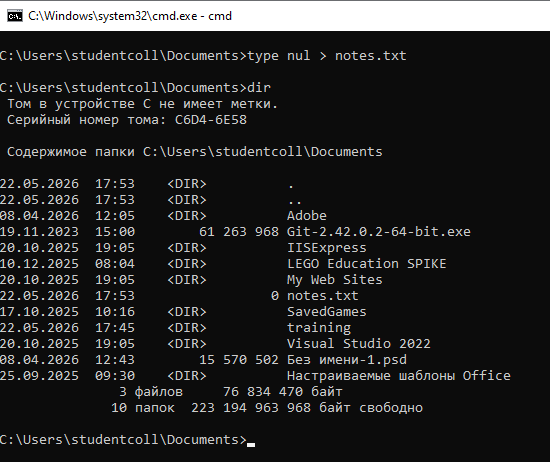 C:\Windows\system32\cmd.exe - cmd
C:\Users\studentcoll\Documents>type nul > notes.txt
C:\Users\studentcoll\Documents>dir
Том в устройстве C не имеет метки.
Серийный номер тома: C6D4-6E58
Содержимое папки C:\Users\studentcoll\Documents
22.05.2026  17:53    <DIR>          .
22.05.2026  17:53    <DIR>          ..
08.04.2026  12:05    <DIR>          Adobe
19.11.2023  15:00        61 263 968 Git-2.42.0.2-64-bit.exe
20.10.2025  19:05    <DIR>          IISExpress
10.12.2025  08:04    <DIR>          LEGO Education SPIKE
20.10.2025  19:05    <DIR>          My Web Sites
22.05.2026  17:53                 0 notes.txt
17.10.2025  10:16    <DIR>          SavedGames
22.05.2026  17:45    <DIR>          training
20.10.2025  19:05    <DIR>          Visual Studio 2022
08.04.2026  12:43        15 570 502 Без имени-1.psd
25.09.2025  09:30    <DIR>          Настраиваемые шаблоны Office
3 файлов     76 834 470 байт
10 папок  223 194 963 968 байт свободно
C:\Users\studentcoll\Documents>